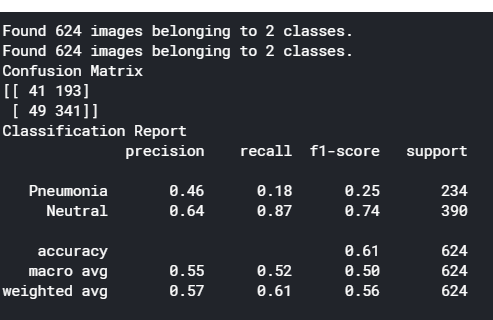 Found 624 images belonging to 2 classes.
Found 624 images belonging to 2 classes.
Confusion Matrix
[[ 41 193]
 [ 49 341]]
Classification Report
              precision    recall  f1-score   support

   Pneumonia       0.46      0.18      0.25       234
     Neutral       0.64      0.87      0.74       390

    accuracy                           0.61       624
   macro avg       0.55      0.52      0.50       624
weighted avg       0.57      0.61      0.56       624